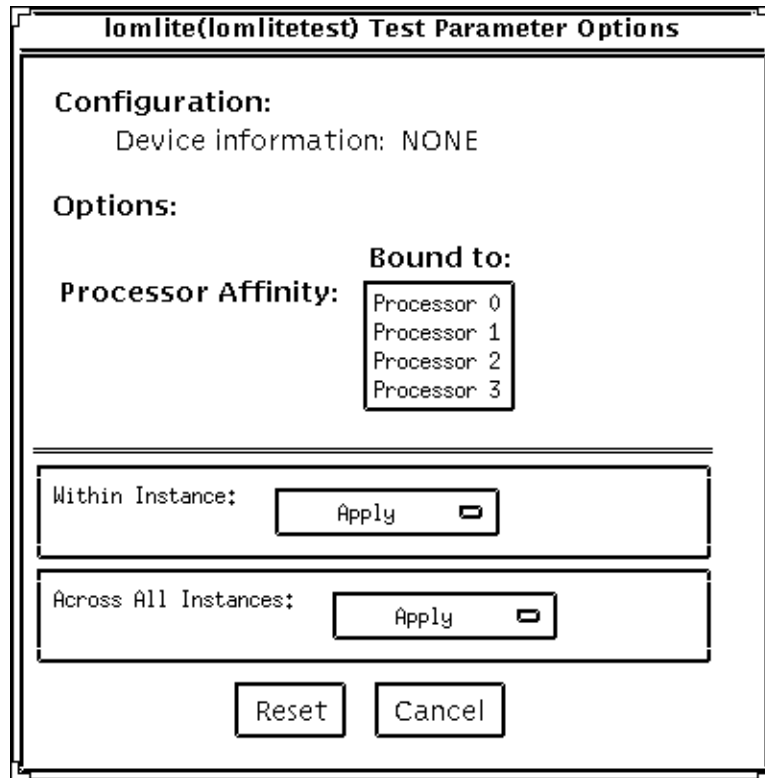 lomlite(lomlitetest) Test Parameter Options
Configuration:
Device information: NONE
Options:
Bound to:
Processor Affinity:
Processor 0
Processor 1
Processor 2
Processor 3
Within Instance: Apply
Across All Instances: Apply
Reset Cancel